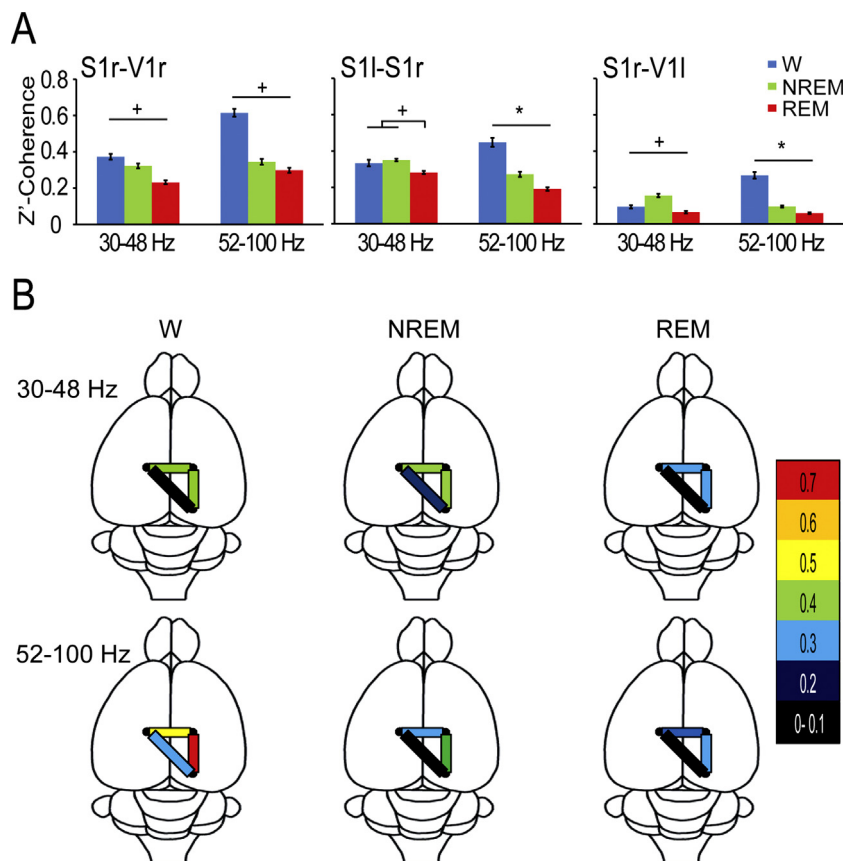 A
S1r-V1r S1l-S1r S1r-V1l
W
NREM
REM
Z'-Coherence
0.8
0.6
0.4
0.2
0
+ + + * + *
30-48 Hz 52-100 Hz 30-48 Hz 52-100 Hz 30-48 Hz 52-100 Hz
B
W NREM REM
30-48 Hz
52-100 Hz
0.7
0.6
0.5
0.4
0.3
0.2
0- 0.1